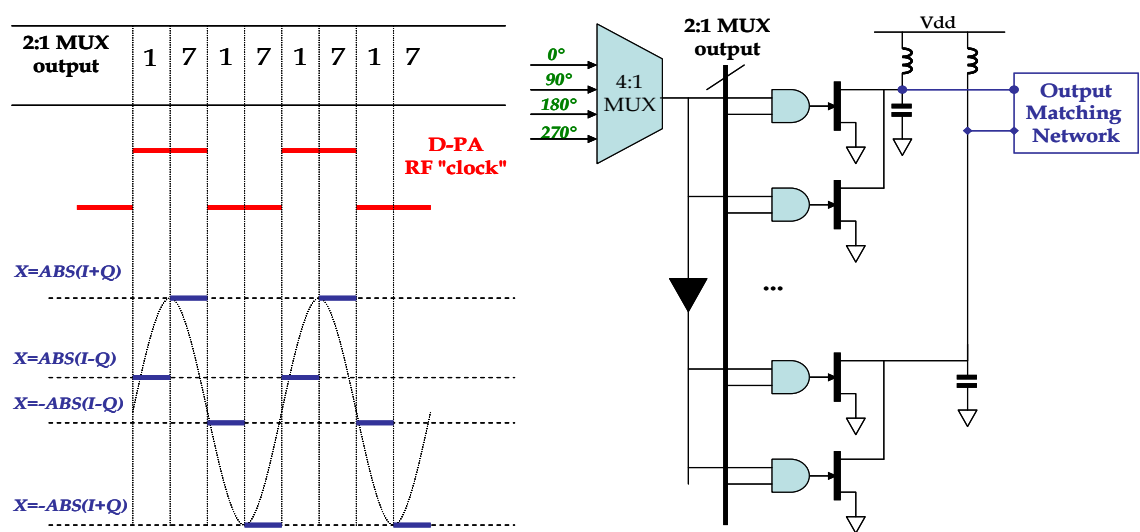 2:1 MUX
output
1 7 1 7 1 7 1 7
D-PA
RF "clock"
X=ABS(I+Q)
X=ABS(I-Q)
X=-ABS(I-Q)
X=-ABS(I+Q)
0°
90°
180°
270°
4:1
MUX
2:1 MUX
output
Vdd
Output
Matching
Network
...